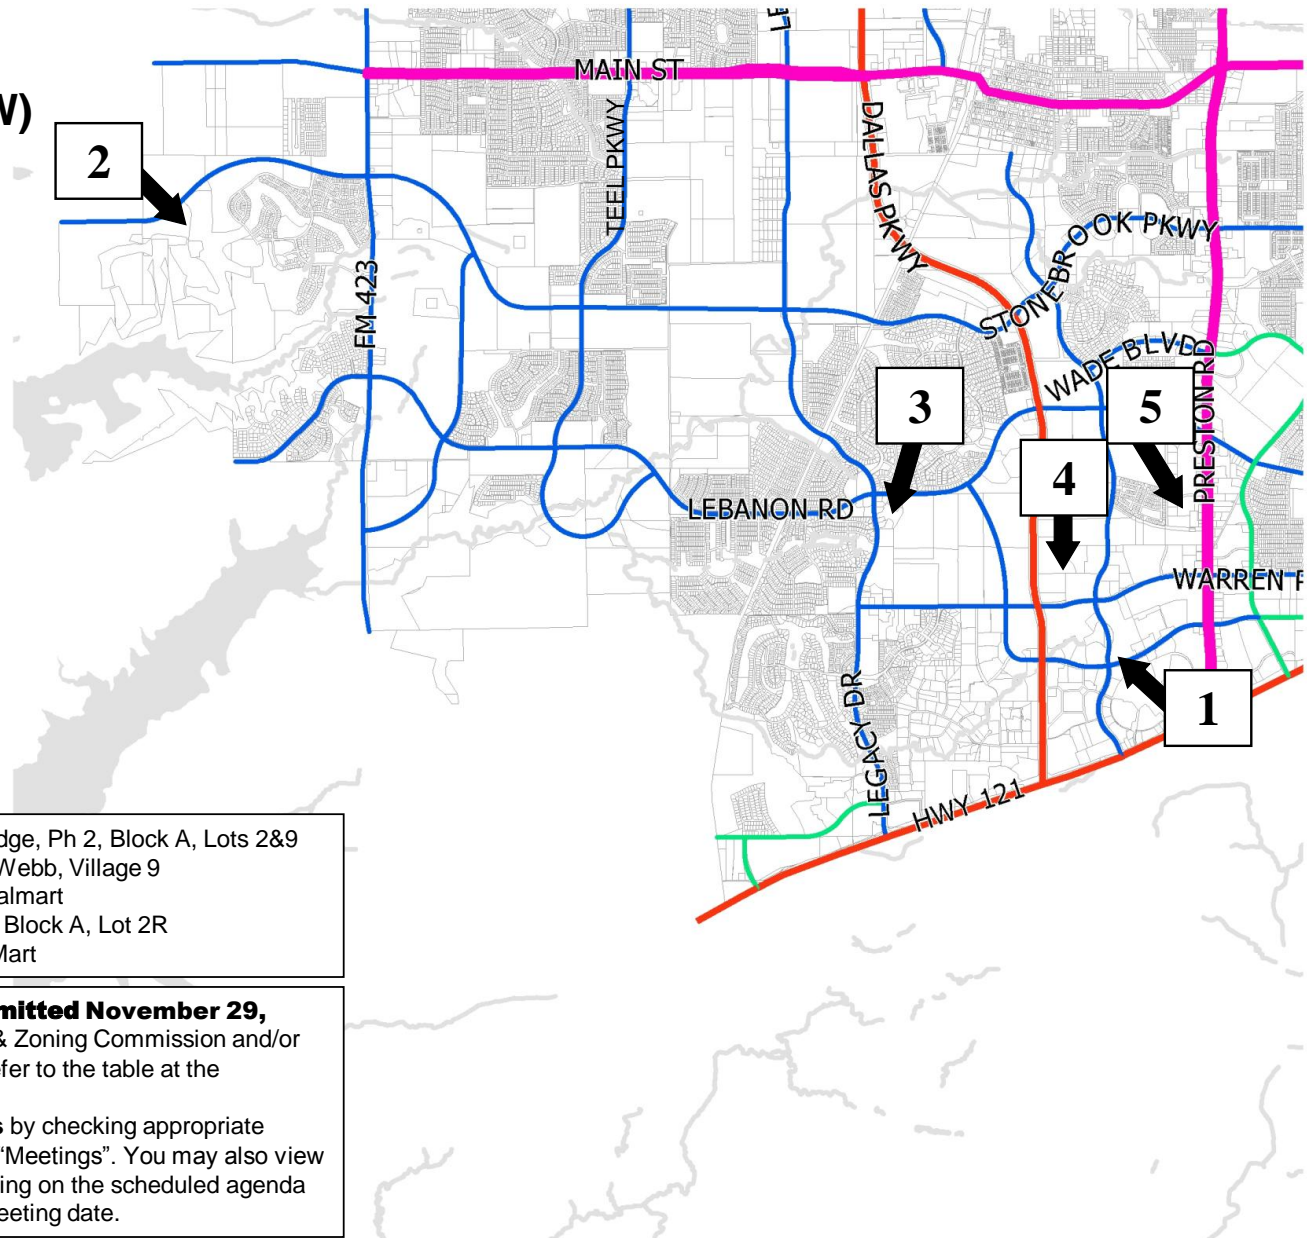 LE
MAIN ST
W)
2
DALLAS PKWY
TEEL PKWY
STONEBROOK PKWY
FM 423
WADE BLVD
PRESTON RD
3
5
4
LEBANON RD
WARREN P
LEGACY DR
1
HWY 121
dge, Ph 2, Block A, Lots 2&9
Webb, Village 9
almart
Block A, Lot 2R
Mart
mitted November 29,
& Zoning Commission and/or
efer to the table at the
s by checking appropriate
“Meetings”. You may also view
ing on the scheduled agenda
eeting date.